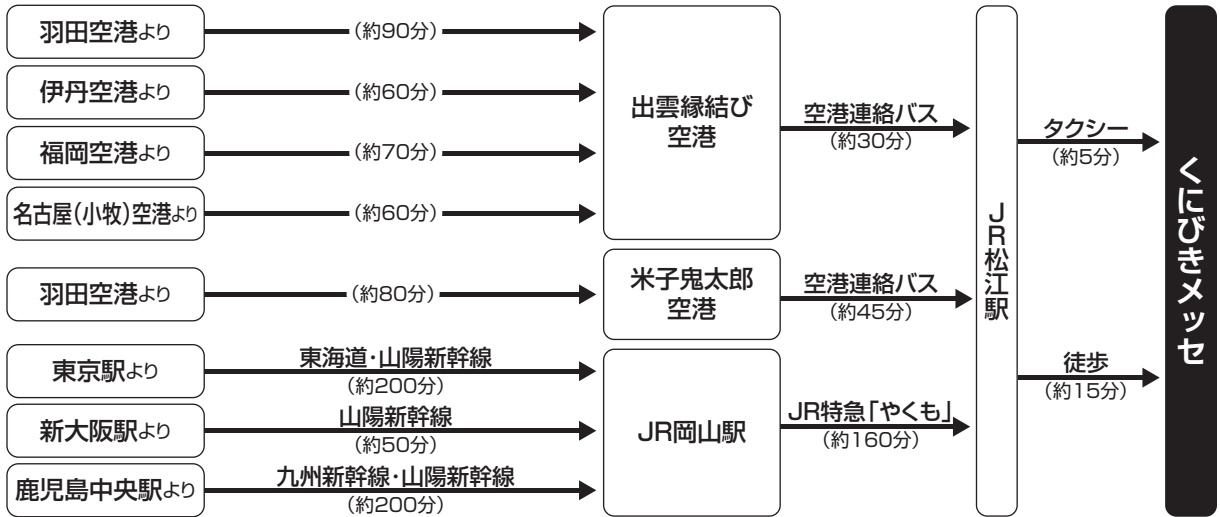 羽田空港より
(約90分)
伊丹空港より
(約60分)
福岡空港より
(約70分)
名古屋(小牧)空港より
(約60分)
出雲縁結び
空港
空港連絡バス
(約30分)
羽田空港より
(約80分)
米子鬼太郎
空港
空港連絡バス
(約45分)
東京駅より
東海道・山陽新幹線
(約200分)
新大阪駅より
山陽新幹線
(約50分)
鹿児島中央駅より
九州新幹線・山陽新幹線
(約200分)
JR岡山駅
JR特急「やくも」
(約160分)
JR松江駅
タクシー
(約5分)
徒歩
(約15分)
くにびきメッセ